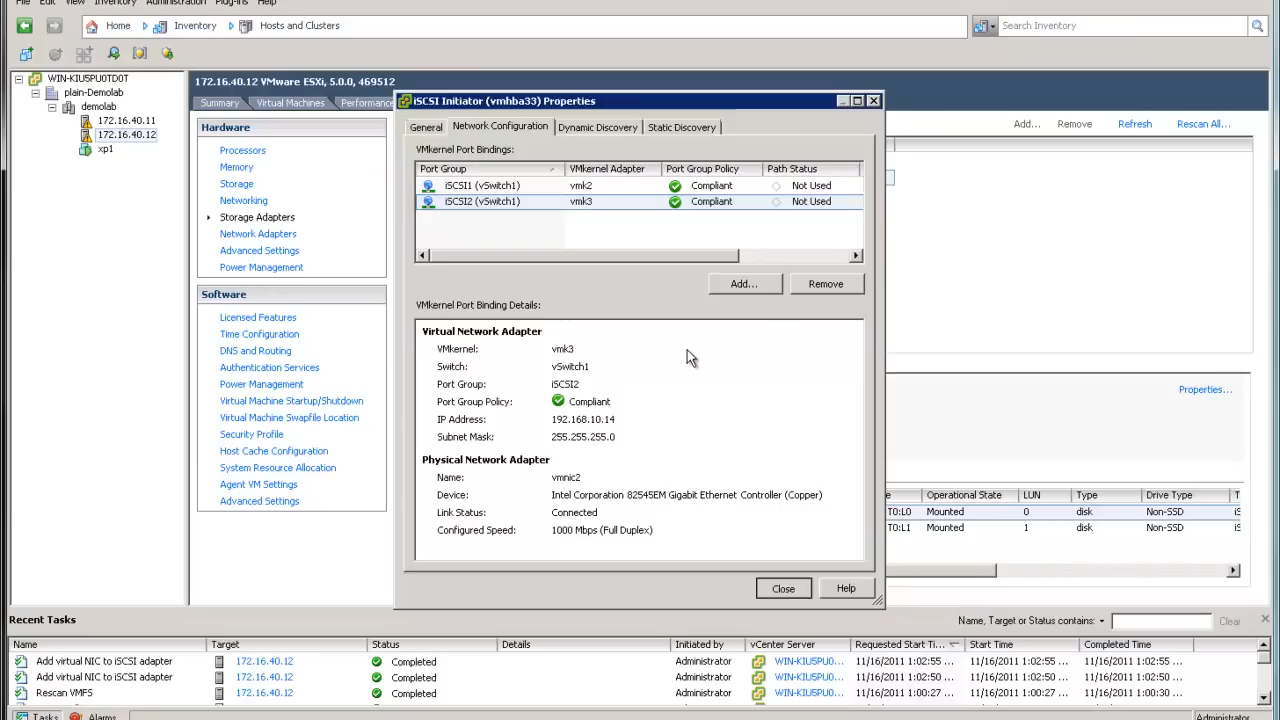 File Edit View Inventory Administration Plug-ins Help
Home Inventory Hosts and Clusters Search Inventory
WIN-KIU5PU0TD0T
plain-Demolab
demolab
172.16.40.11
172.16.40.12
xp1
172.16.40.12 VMware ESXi, 5.0.0, 469512
Summary Virtual Machines Performance
Hardware
Processors
Memory
Storage
Networking
Storage Adapters
Network Adapters
Advanced Settings
Power Management
Software
Licensed Features
Time Configuration
DNS and Routing
Authentication Services
Power Management
Virtual Machine Startup/Shutdown
Virtual Machine Swapfile Location
Security Profile
Host Cache Configuration
System Resource Allocation
Agent VM Settings
Advanced Settings
iSCSI Initiator (vmhba33) Properties
General Network Configuration Dynamic Discovery Static Discovery
VMkernel Port Bindings:
Port Group VMkernel Adapter Port Group Policy Path Status
iSCSI1 (vSwitch1) vmk2 Compliant Not Used
iSCSI2 (vSwitch1) vmk3 Compliant Not Used
Add... Remove
VMkernel Port Binding Details:
Virtual Network Adapter
VMkernel: vmk3
Switch: vSwitch1
Port Group: iSCSI2
Port Group Policy: Compliant
IP Address: 192.168.10.14
Subnet Mask: 255.255.255.0
Physical Network Adapter
Name: vmnic2
Device: Intel Corporation 82545EM Gigabit Ethernet Controller (Copper)
Link Status: Connected
Configured Speed: 1000 Mbps (Full Duplex)
Close Help
Add... Remove Refresh Rescan All...
Properties...
Operational State LUN Type Drive Type
T0:L0 Mounted 0 disk Non-SSD
T0:L1 Mounted 1 disk Non-SSD
Recent Tasks Name, Target or Status contains: Clear
Name Target Status Details Initiated by vCenter Server Requested Start Ti... Start Time Completed Time
Add virtual NIC to iSCSI adapter 172.16.40.12 Completed Administrator WIN-KIU5PU0... 11/16/2011 1:02:55 ... 11/16/2011 1:02:55 ... 11/16/2011 1:02:55 ...
Add virtual NIC to iSCSI adapter 172.16.40.12 Completed Administrator WIN-KIU5PU0... 11/16/2011 1:02:50 ... 11/16/2011 1:02:50 ... 11/16/2011 1:02:50 ...
Rescan VMFS 172.16.40.12 Completed Administrator WIN-KIU5PU0... 11/16/2011 1:00:27 ... 11/16/2011 1:00:27 ... 11/16/2011 1:00:30 ...
Tasks Alarms Administrator